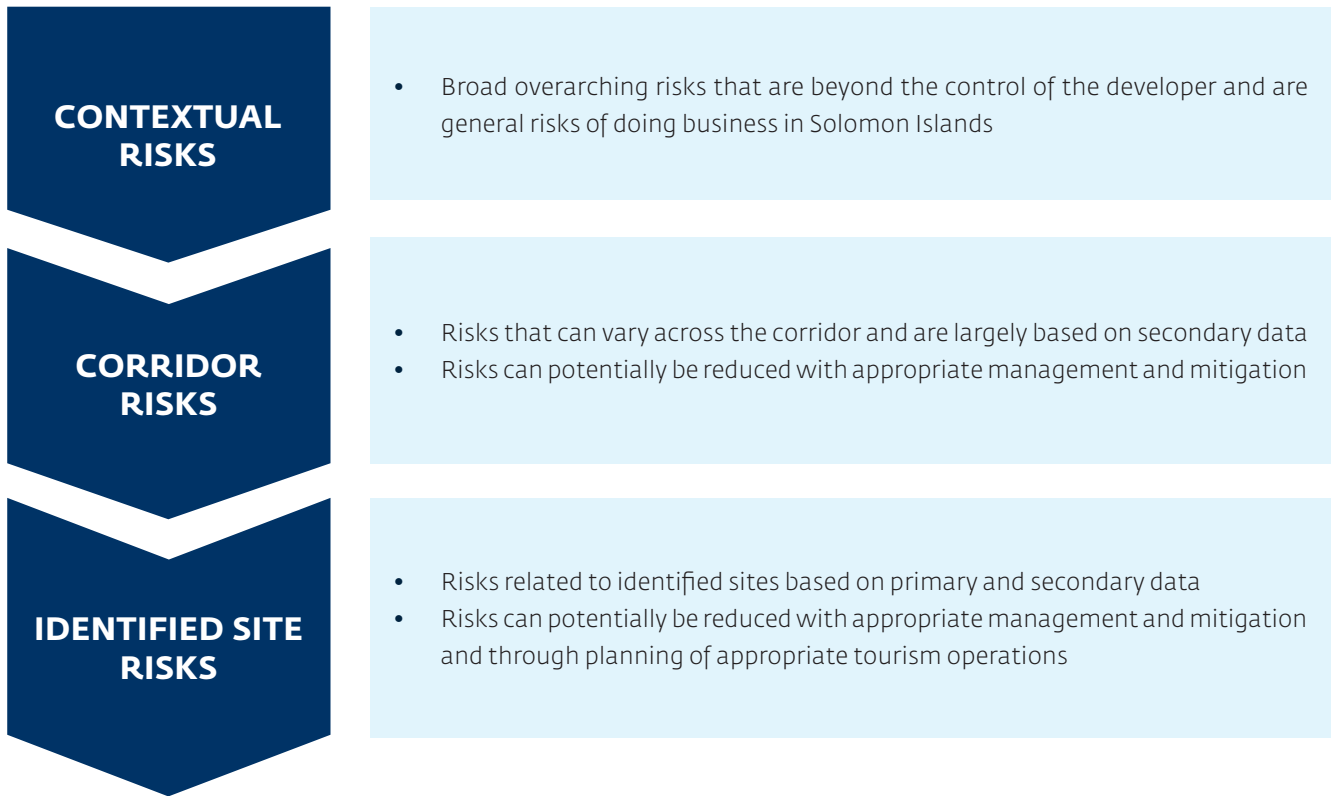 CONTEXTUAL
RISKS
• Broad overarching risks that are beyond the control of the developer and are
general risks of doing business in Solomon Islands
CORRIDOR
RISKS
• Risks that can vary across the corridor and are largely based on secondary data
• Risks can potentially be reduced with appropriate management and mitigation
IDENTIFIED SITE
RISKS
• Risks related to identified sites based on primary and secondary data
• Risks can potentially be reduced with appropriate management and mitigation
and through planning of appropriate tourism operations